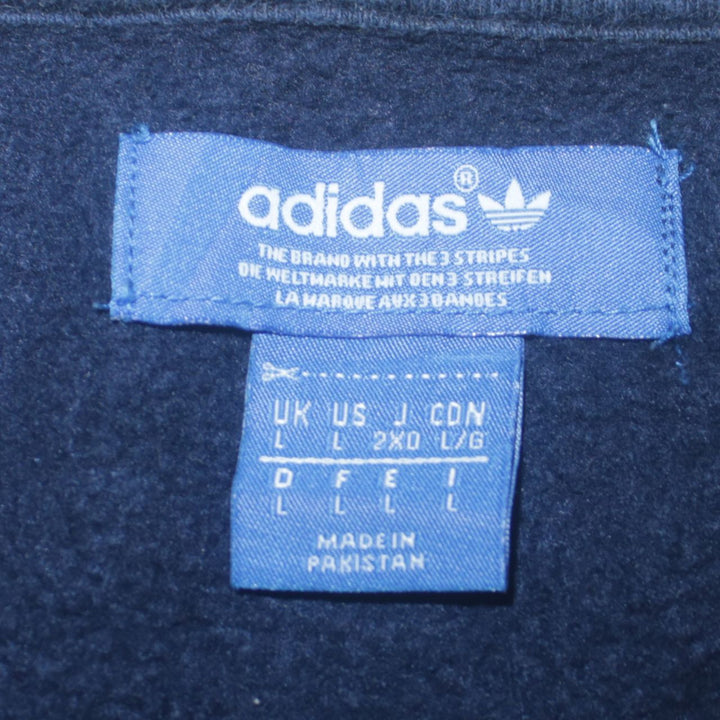 adidas®
THE BRAND WITH THE 3 STRIPES
DIE WELTMARKE MIT DEN 3 STREIFEN
LA MARQUE AUX 3 BANDES
UK US J CDN
L L 2XO L/G
D F E I
L L L L
MADE IN
PAKISTAN